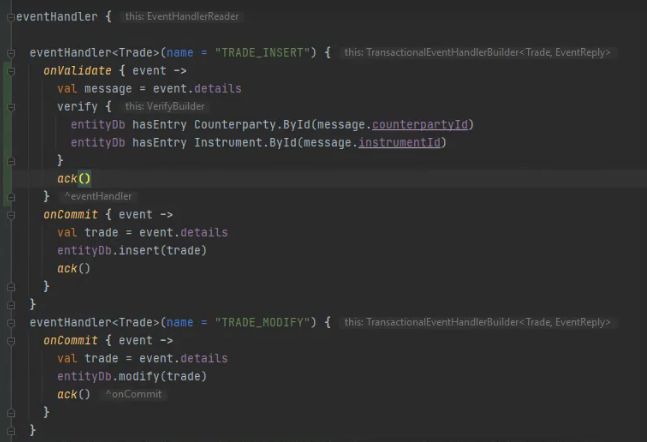 eventHandler { this: EventHandlerReader
eventHandler<Trade>(name = "TRADE_INSERT") { this: TransactionalEventHandlerBuilder<Trade, EventReply>
onValidate { event ->
val message = event.details
verify { this: VerifyBuilder
entityDb hasEntry Counterparty.ById(message.counterpartyId)
entityDb hasEntry Instrument.ById(message.instrumentId)
}
ack()
} ^eventHandler
onCommit { event ->
val trade = event.details
entityDb.insert(trade)
ack()
}
}
eventHandler<Trade>(name = "TRADE_MODIFY") { this: TransactionalEventHandlerBuilder<Trade, EventReply>
onCommit { event ->
val trade = event.details
entityDb.modify(trade)
ack() ^onCommit
}
}